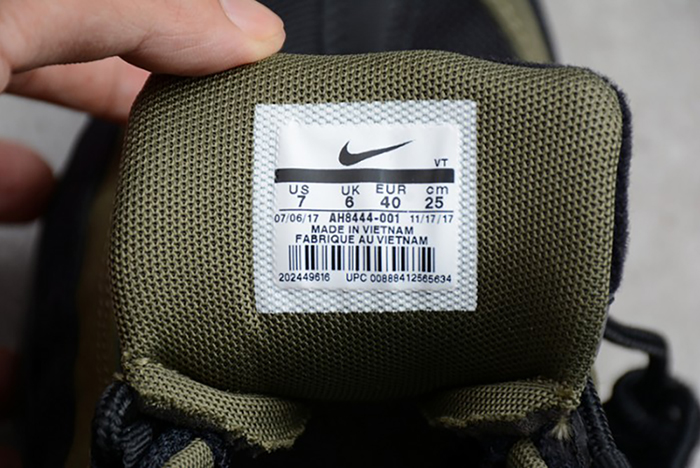 VT
US UK EUR cm
7 6 40 25
07/06/17 AH8444-001 11/17/17
MADE IN VIETNAM
FABRIQUE AU VIETNAM
202449616 UPC 00888412565634